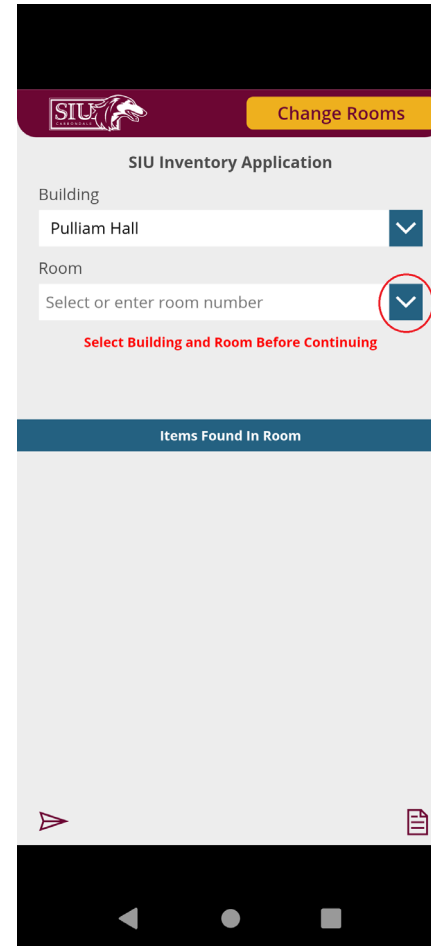 SIU
CARBONDALE
Change Rooms
SIU Inventory Application
Building
Pulliam Hall
Room
Select or enter room number
Select Building and Room Before Continuing
Items Found In Room